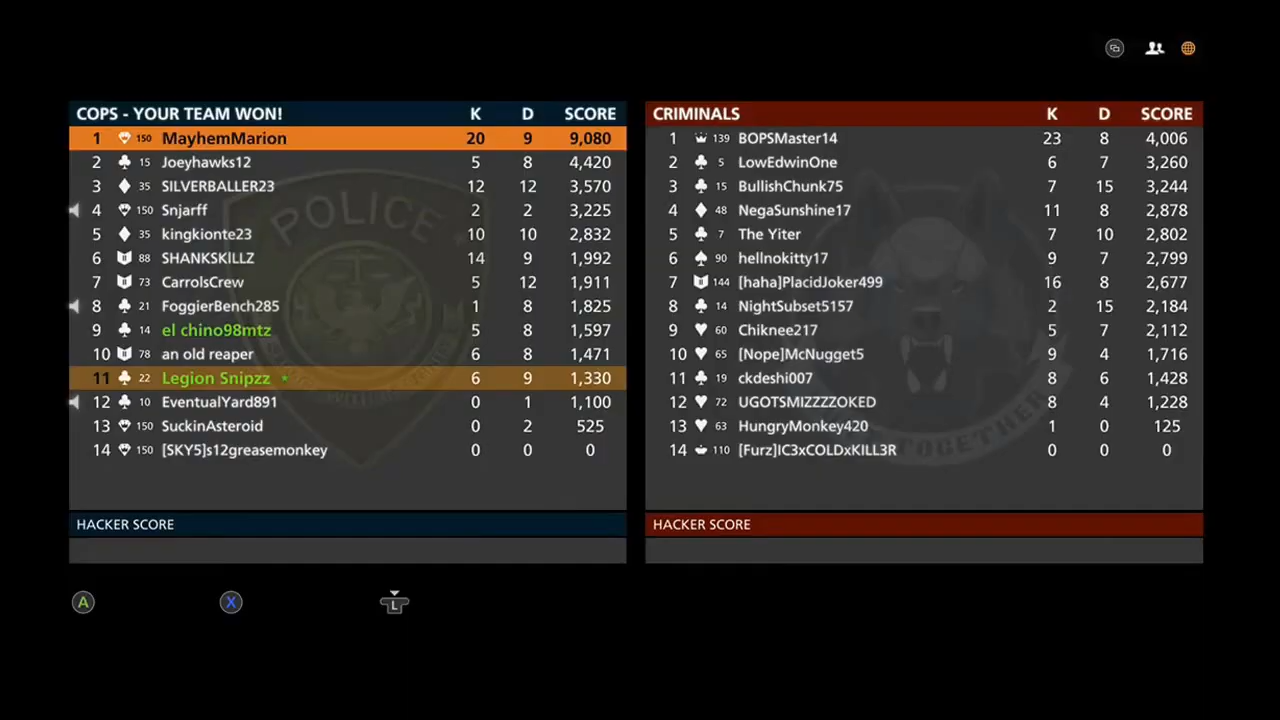 COPS - YOUR TEAM WON! K D SCORE
1 150 MayhemMarion 20 9 9,080
2 15 Joeyhawks12 5 8 4,420
3 35 SILVERBALLER23 12 12 3,570
4 150 Snjarff 2 2 3,225
5 35 kingkionte23 10 10 2,832
6 88 SHANKSKILLZ 14 9 1,992
7 73 CarrolsCrew 5 12 1,911
8 21 FoggierBench285 1 8 1,825
9 14 el chino98mtz 5 8 1,597
10 78 an old reaper 6 8 1,471
11 22 Legion Snipzz 6 9 1,330
12 10 EventualYard891 0 1 1,100
13 150 SuckinAsteroid 0 2 525
14 150 [SKY5]s12greasemonkey 0 0 0
POLICE
HACKER SCORE
CRIMINALS K D SCORE
1 139 BOPSMaster14 23 8 4,006
2 5 LowEdwinOne 6 7 3,260
3 15 BullishChunk75 7 15 3,244
4 48 NegaSunshine17 11 8 2,878
5 7 The Yiter 7 10 2,802
6 90 hellnokitty17 9 7 2,799
7 144 [haha]PlacidJoker499 16 8 2,677
8 14 NightSubset5157 2 15 2,184
9 60 Chiknee217 5 7 2,112
10 65 [Nope]McNugget5 9 4 1,716
11 19 ckdeshi007 8 6 1,428
12 72 UGOTSMIZZZZOKED 8 4 1,228
13 63 HungryMonkey420 1 0 125
14 110 [Furz]IC3xCOLDxKILL3R 0 0 0
HACKER SCORE
A X L